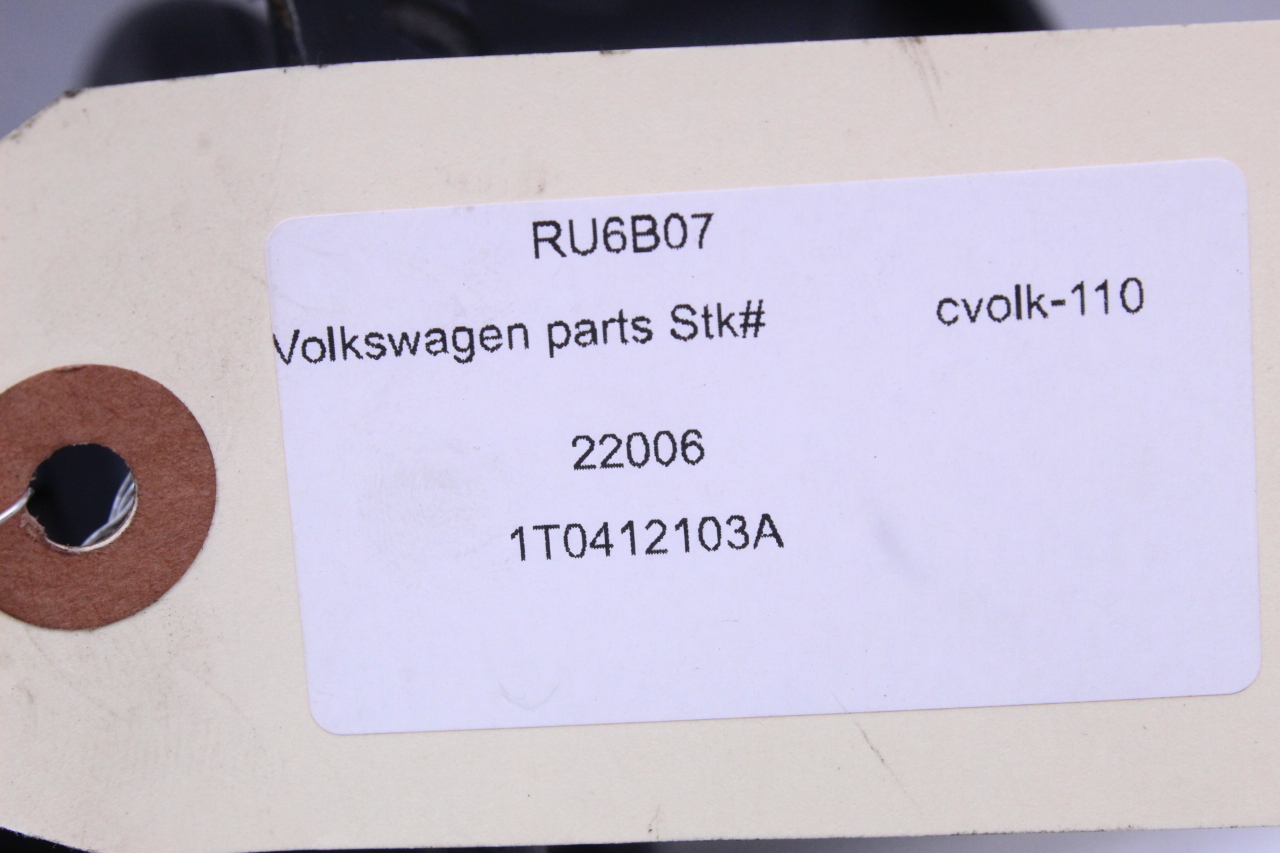 RU6B07
Volkswagen parts Stk# cvolk-110
22006
1T0412103A